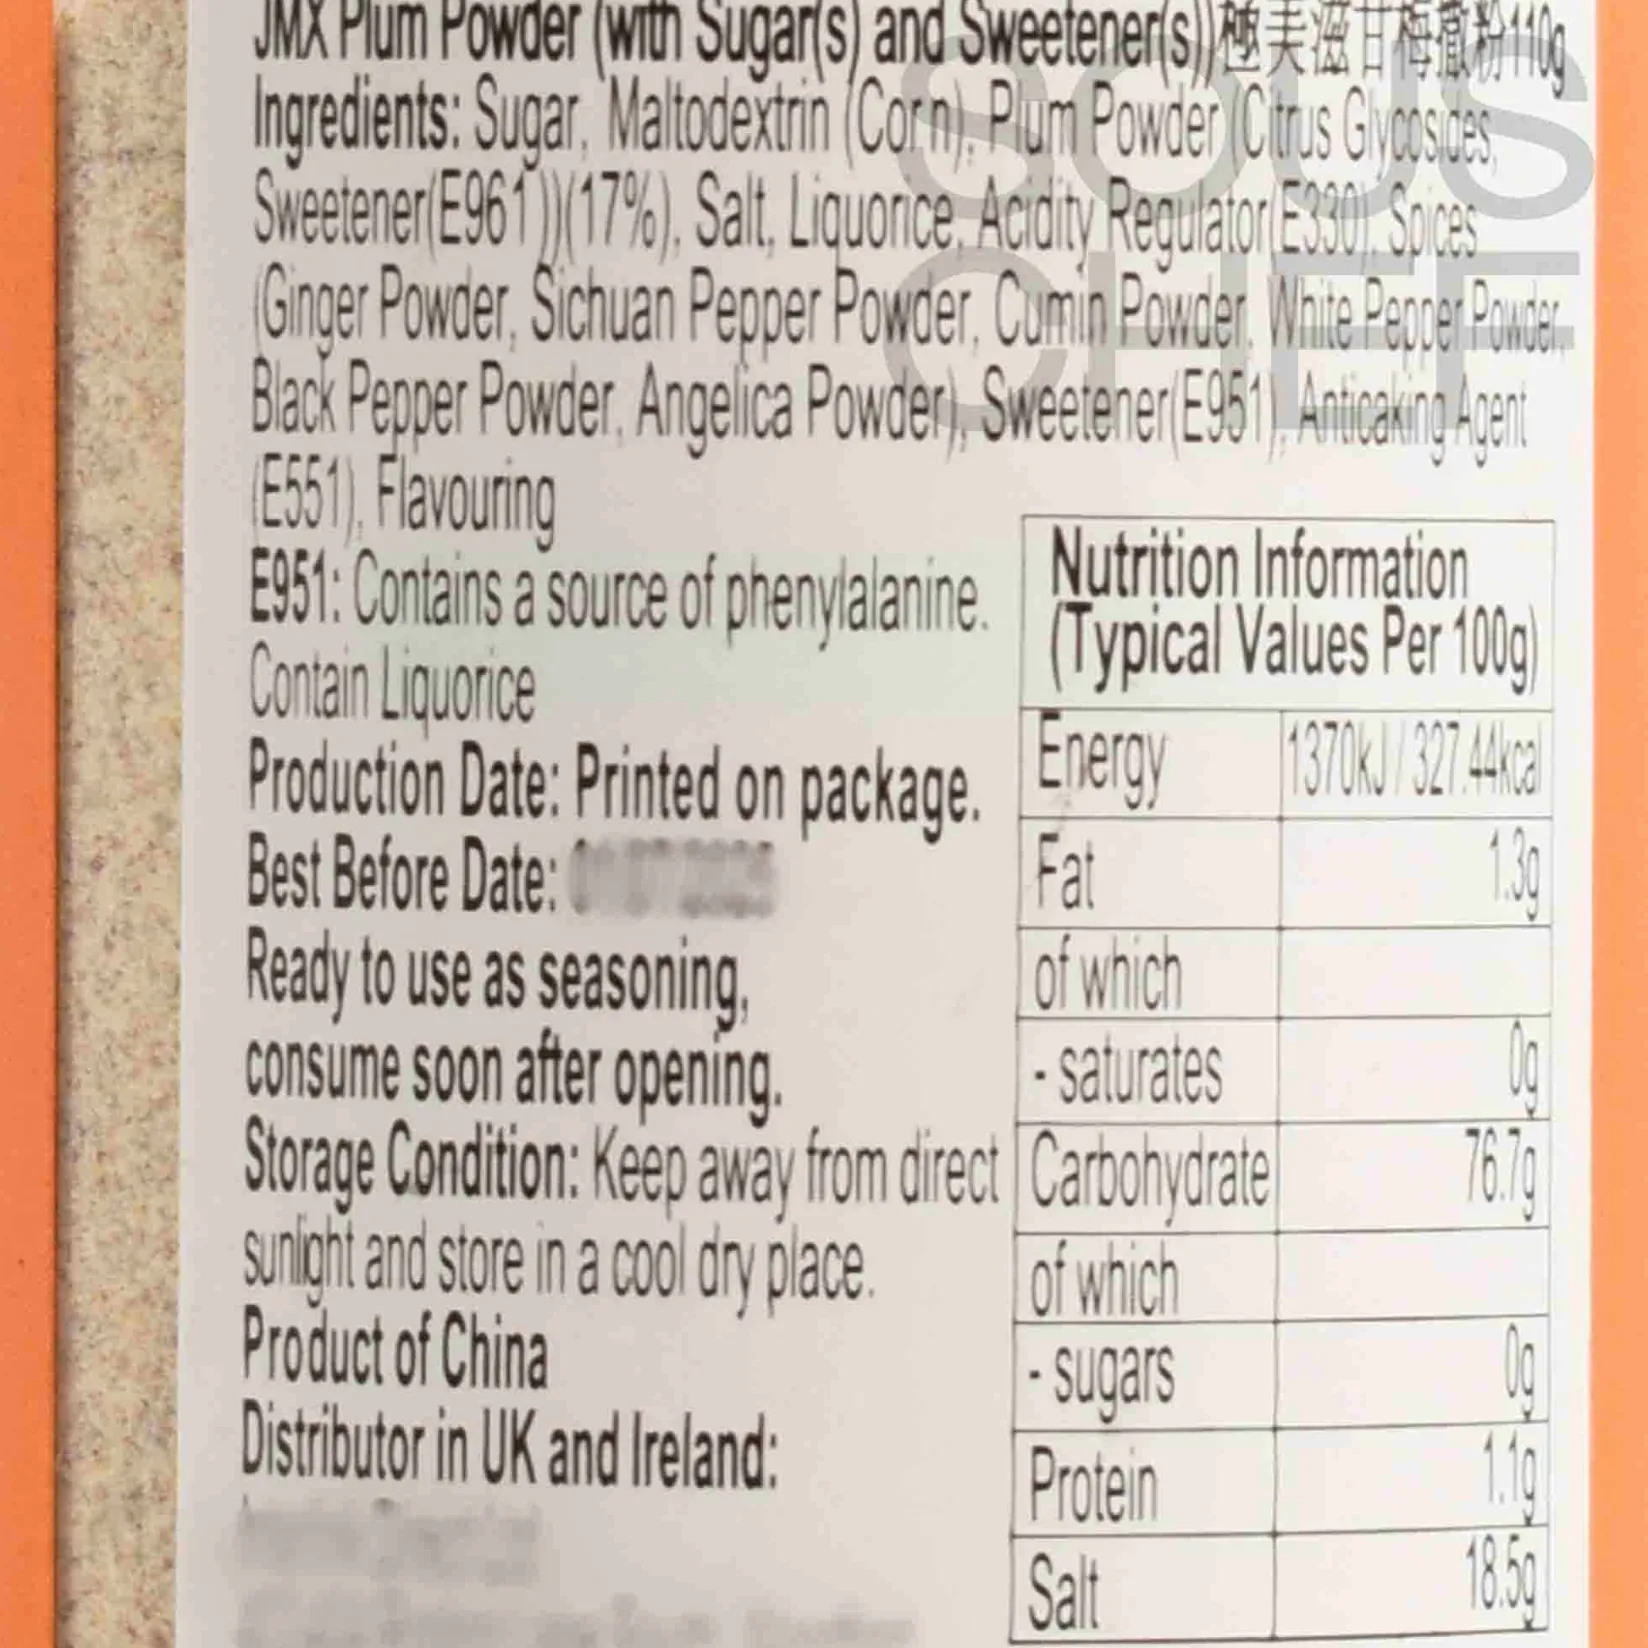 JMX Plum Powder (with Sugar(s) and Sweetener(s))極美滋甘梅撒粉110g
Ingredients: Sugar, Maltodextrin (Corn), Plum Powder (Citrus Glycosides,
Sweetener(E961))(17%), Salt, Liquorice, Acidity Regulator(E330), Spices
(Ginger Powder, Sichuan Pepper Powder, Cumin Powder, White Pepper Powder,
Black Pepper Powder, Angelica Powder), Sweetener(E951), Anticaking Agent
(E551), Flavouring
E951: Contains a source of phenylalanine.
Contain Liquorice
Production Date: Printed on package.
Best Before Date:
Ready to use as seasoning,
consume soon after opening.
Storage Condition: Keep away from direct
sunlight and store in a cool dry place.
Product of China
Distributor in UK and Ireland:
Nutrition Information
(Typical Values Per 100g)
Energy 1370kJ / 327.44kcal
Fat 1.3g
of which
- saturates 0g
Carbohydrate 76.7g
of which
- sugars 0g
Protein 1.1g
Salt 18.5g
SOUS
CHEF